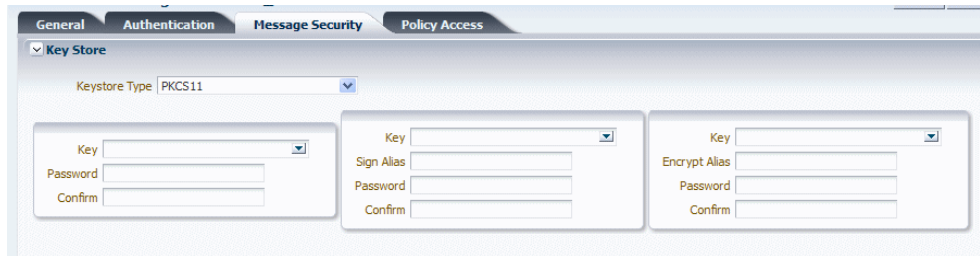 General Authentication Message Security Policy Access
Key Store
Keystore Type PKCS11
Key
Password
Confirm
Key
Sign Alias
Password
Confirm
Key
Encrypt Alias
Password
Confirm